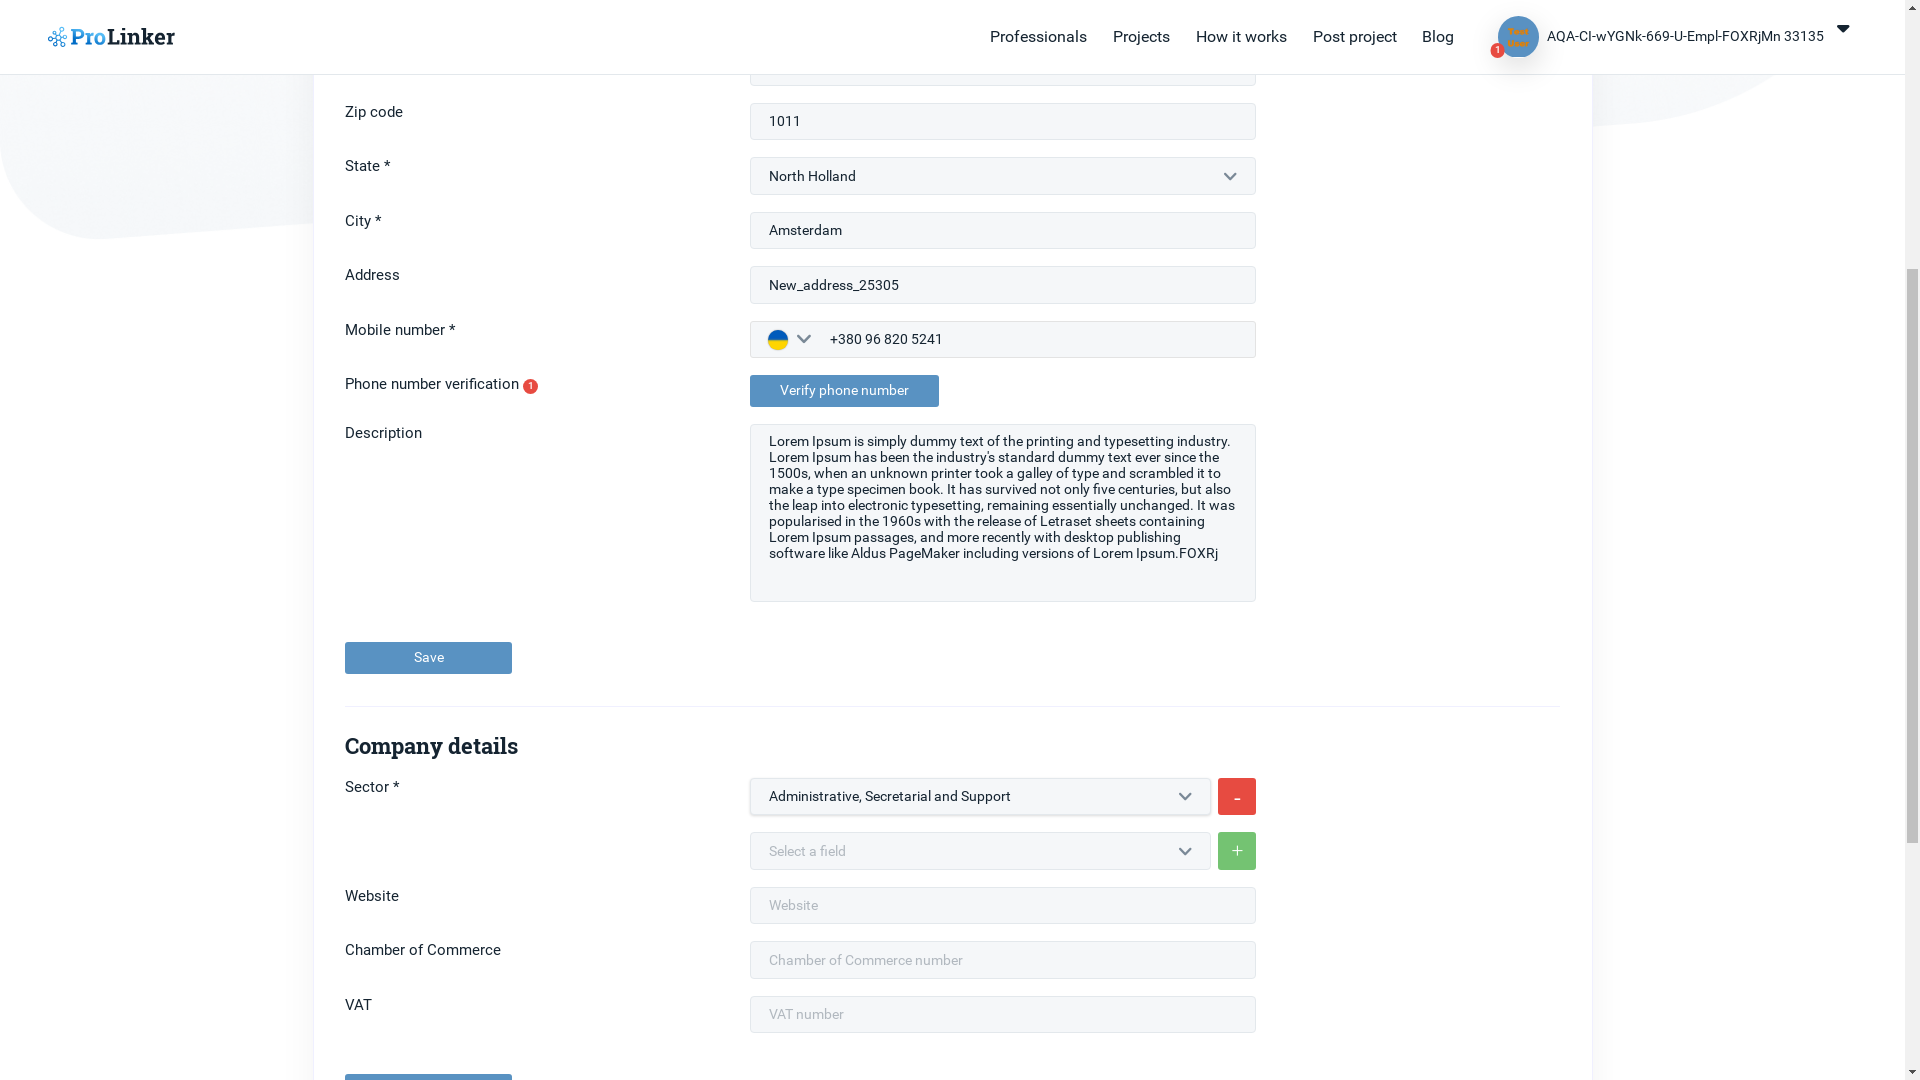 ProLinker
Professionals
Projects
How it works
Post project
Blog
Test
User
1
AQA-CI-wYGNk-669-U-Empl-FOXRjMn 33135
Zip code
1011
State *
North Holland
City *
Amsterdam
Address
New_address_25305
Mobile number *
+380 96 820 5241
Phone number verification 1
Verify phone number
Description
Lorem Ipsum is simply dummy text of the printing and typesetting industry.
Lorem Ipsum has been the industry's standard dummy text ever since the
1500s, when an unknown printer took a galley of type and scrambled it to
make a type specimen book. It has survived not only five centuries, but also
the leap into electronic typesetting, remaining essentially unchanged. It was
popularised in the 1960s with the release of Letraset sheets containing
Lorem Ipsum passages, and more recently with desktop publishing
software like Aldus PageMaker including versions of Lorem Ipsum.FOXRj
Save
Company details
Sector *
Administrative, Secretarial and Support
-
Select a field
+
Website
Website
Chamber of Commerce
Chamber of Commerce number
VAT
VAT number